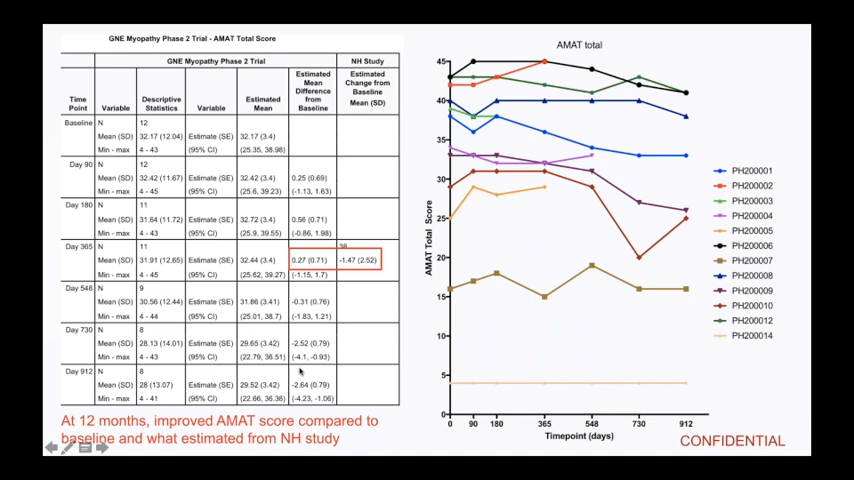 GNE Myopathy Phase 2 Trial - AMAT Total Score
GNE Myopathy Phase 2 Trial NH Study
Time Point Variable Descriptive Statistics Variable Estimated Mean Estimated Mean Difference from Baseline Estimated Change from Baseline Mean (SD)
Baseline N 12
Mean (SD) 32.17 (12.04) Estimate (SE) 32.17 (3.4)
Min - max 4 - 43 (95% CI) (25.35, 38.98)
Day 90 N 12
Mean (SD) 32.42 (11.67) Estimate (SE) 32.42 (3.4) 0.25 (0.69)
Min - max 4 - 45 (95% CI) (25.6, 39.23) (-1.13, 1.63)
Day 180 N 11
Mean (SD) 31.64 (11.72) Estimate (SE) 32.72 (3.4) 0.56 (0.71)
Min - max 4 - 43 (95% CI) (25.9, 39.55) (-0.86, 1.98)
Day 365 N 11 38
Mean (SD) 31.91 (12.65) Estimate (SE) 32.44 (3.4) 0.27 (0.71) -1.47 (2.52)
Min - max 4 - 45 (95% CI) (25.62, 39.27) (-1.15, 1.7)
Day 548 N 9
Mean (SD) 30.56 (12.44) Estimate (SE) 31.86 (3.41) -0.31 (0.76)
Min - max 4 - 44 (95% CI) (25.01, 38.7) (-1.83, 1.21)
Day 730 N 8
Mean (SD) 28.13 (14.01) Estimate (SE) 29.65 (3.42) -2.52 (0.79)
Min - max 4 - 43 (95% CI) (22.79, 36.51) (-4.1, -0.93)
Day 912 N 8
Mean (SD) 28 (13.07) Estimate (SE) 29.52 (3.42) -2.64 (0.79)
Min - max 4 - 41 (95% CI) (22.66, 36.38) (-4.23, -1.06)
At 12 months, improved AMAT score compared to
baseline and what estimated from NH study
AMAT total
AMAT Total Score
45
40
35
30
25
20
15
10
5
0
0 90 180 365 548 730 912
Timepoint (days)
PH200001
PH200002
PH200003
PH200004
PH200005
PH200006
PH200007
PH200008
PH200009
PH200010
PH200012
PH200014
CONFIDENTIAL